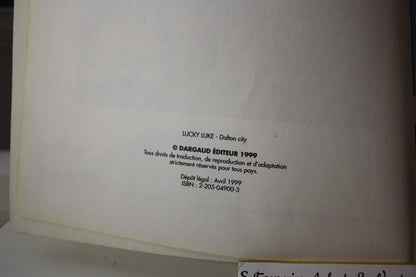 LUCKY LUKE - Dalton city
© DARGAUD ÉDITEUR 1999
Tous droits de traduction, de reproduction et d'adaptation
strictement réservés pour tous pays.
Dépôt légal : Avril 1999
ISBN : 2-205-04900-3